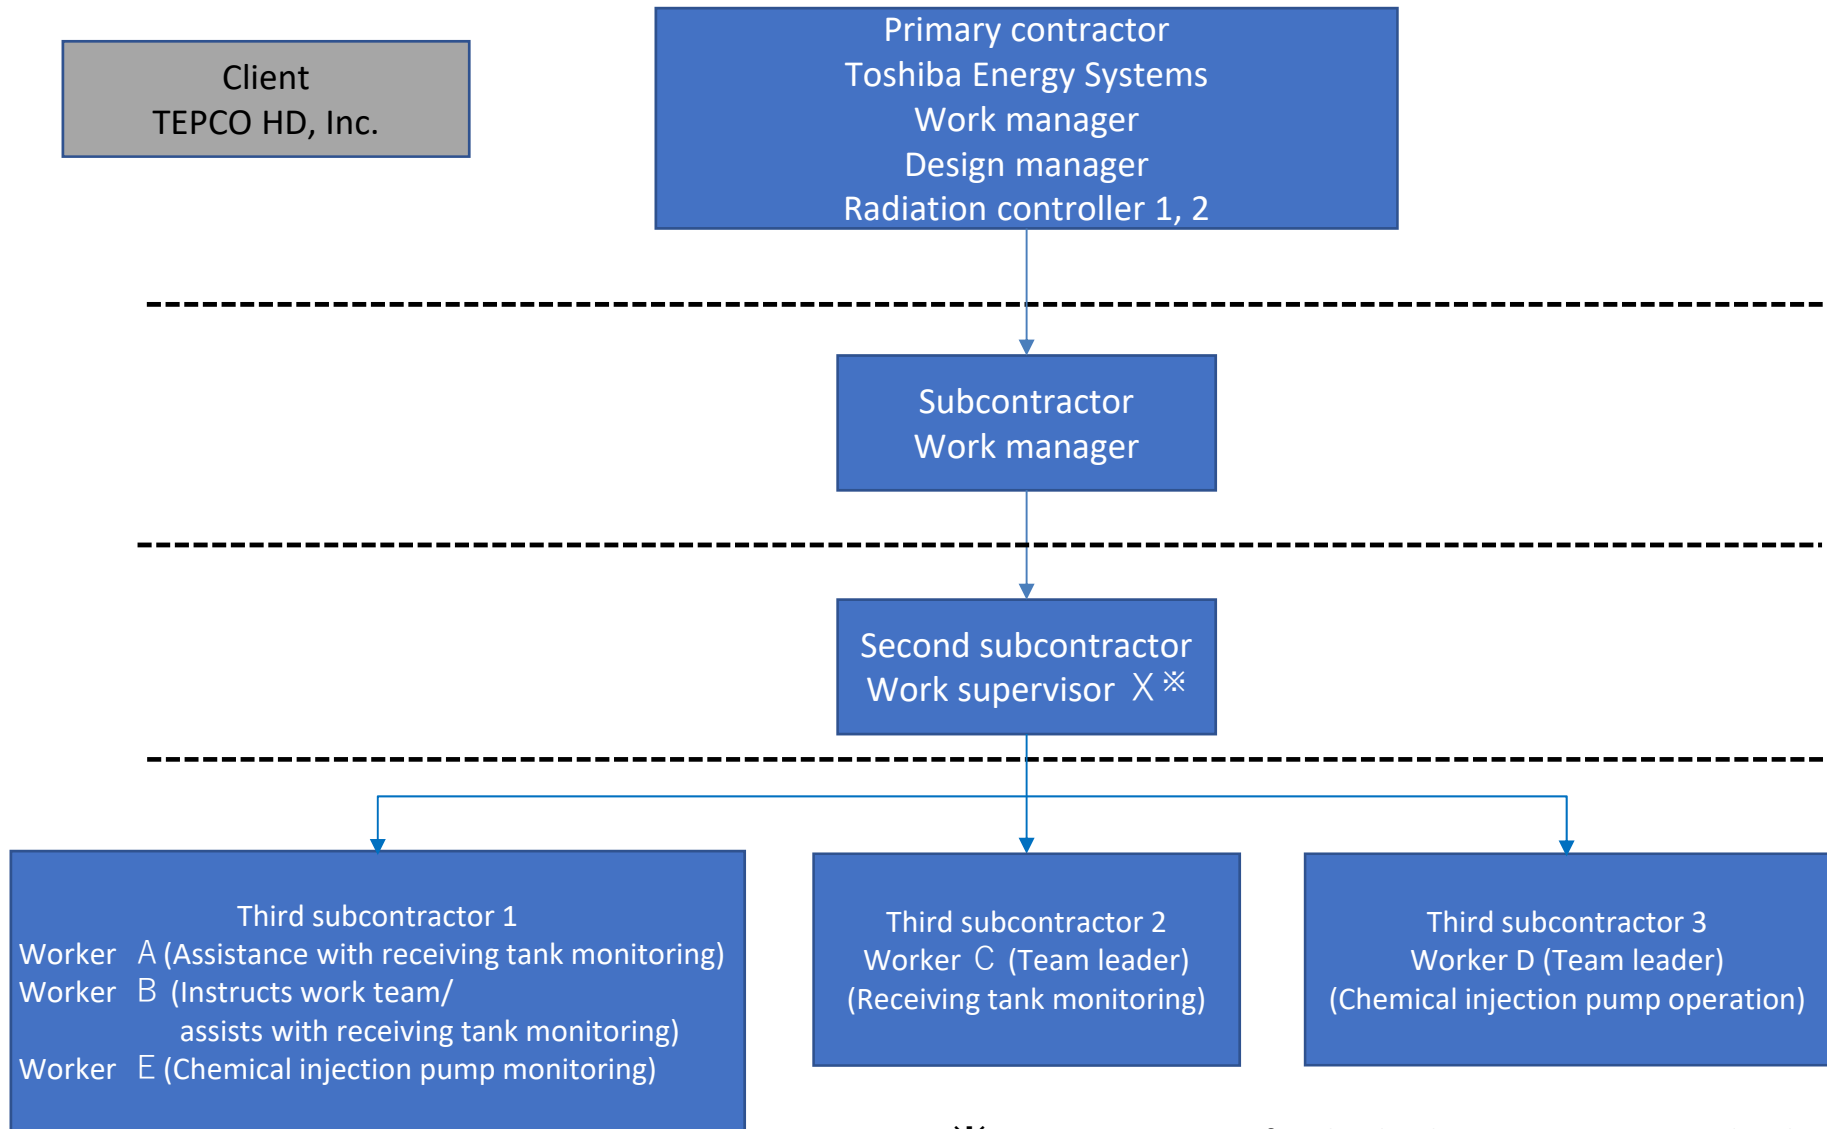 Client
TEPCO HD, Inc.
Primary contractor
Toshiba Energy Systems
Work manager
Design manager
Radiation controller 1, 2
Subcontractor
Work manager
Second subcontractor
Work supervisor X※
Third subcontractor 1
Worker A (Assistance with receiving tank monitoring)
Worker B (Instructs work team/
assists with receiving tank monitoring)
Worker E (Chemical injection pump monitoring)
Third subcontractor 2
Worker C (Team leader)
(Receiving tank monitoring)
Third subcontractor 3
Worker D (Team leader)
(Chemical injection pump operation)